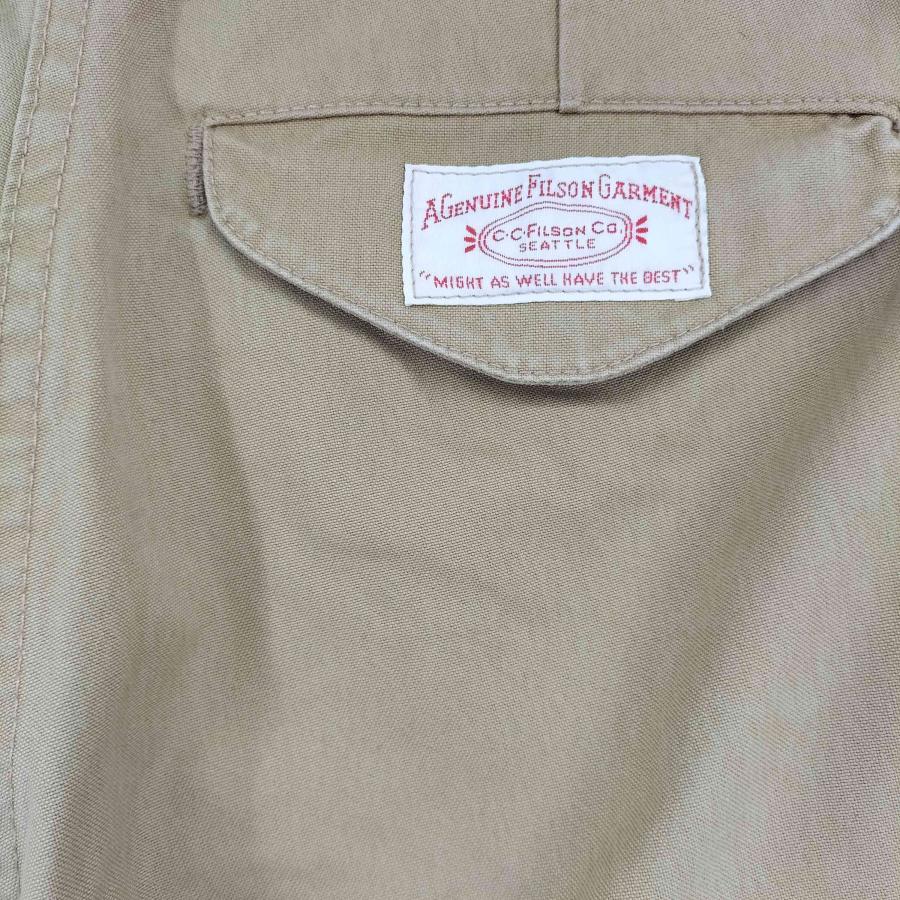 A GENUINE FILSON GARMENT
C·C·FILSON CO.
SEATTLE
"MIGHT AS WELL HAVE THE BEST"